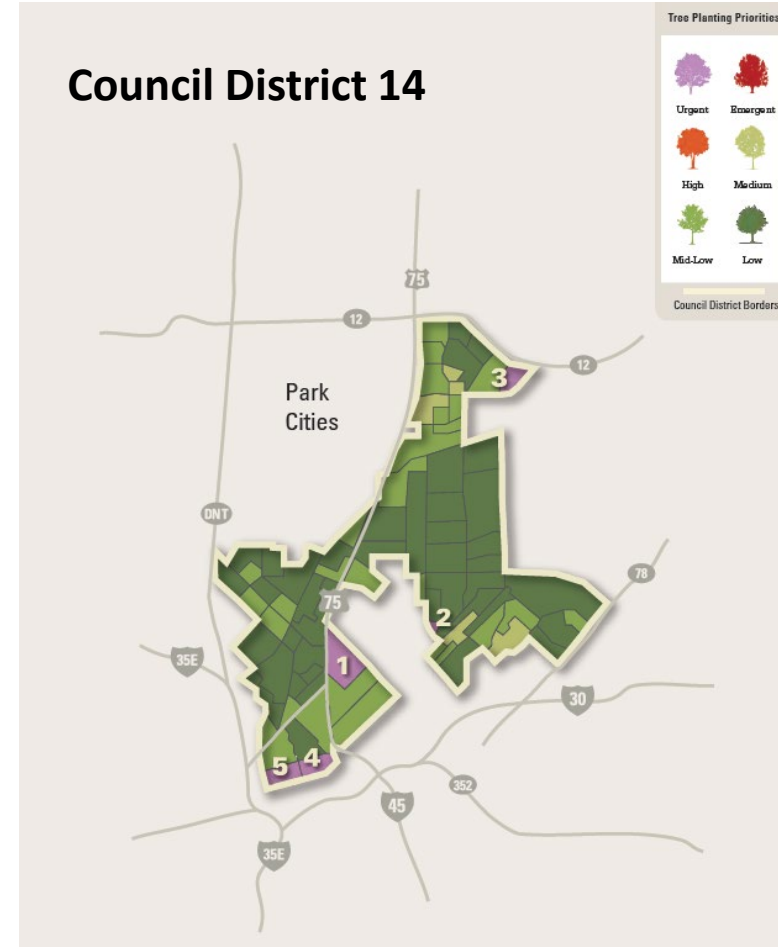 Tree Planting Priorities
Council District 14
Urgent
Emergent
High
Medium
Mid-Low
Low
Council District Borders
75
12
12
3
Park
Cities
DNT
78
75
2
35E
1
30
5
4
352
45
35E